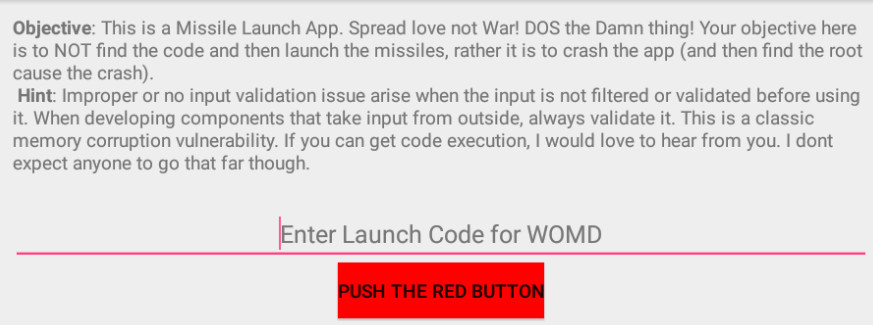 Objective: This is a Missile Launch App. Spread love not War! DOS the Damn thing! Your objective here
is to NOT find the code and then launch the missiles, rather it is to crash the app (and then find the root
cause the crash).
Hint: Improper or no input validation issue arise when the input is not filtered or validated before using
it. When developing components that take input from outside, always validate it. This is a classic
memory corruption vulnerability. If you can get code execution, I would love to hear from you. I dont
expect anyone to go that far though.
Enter Launch Code for WOMD
PUSH THE RED BUTTON